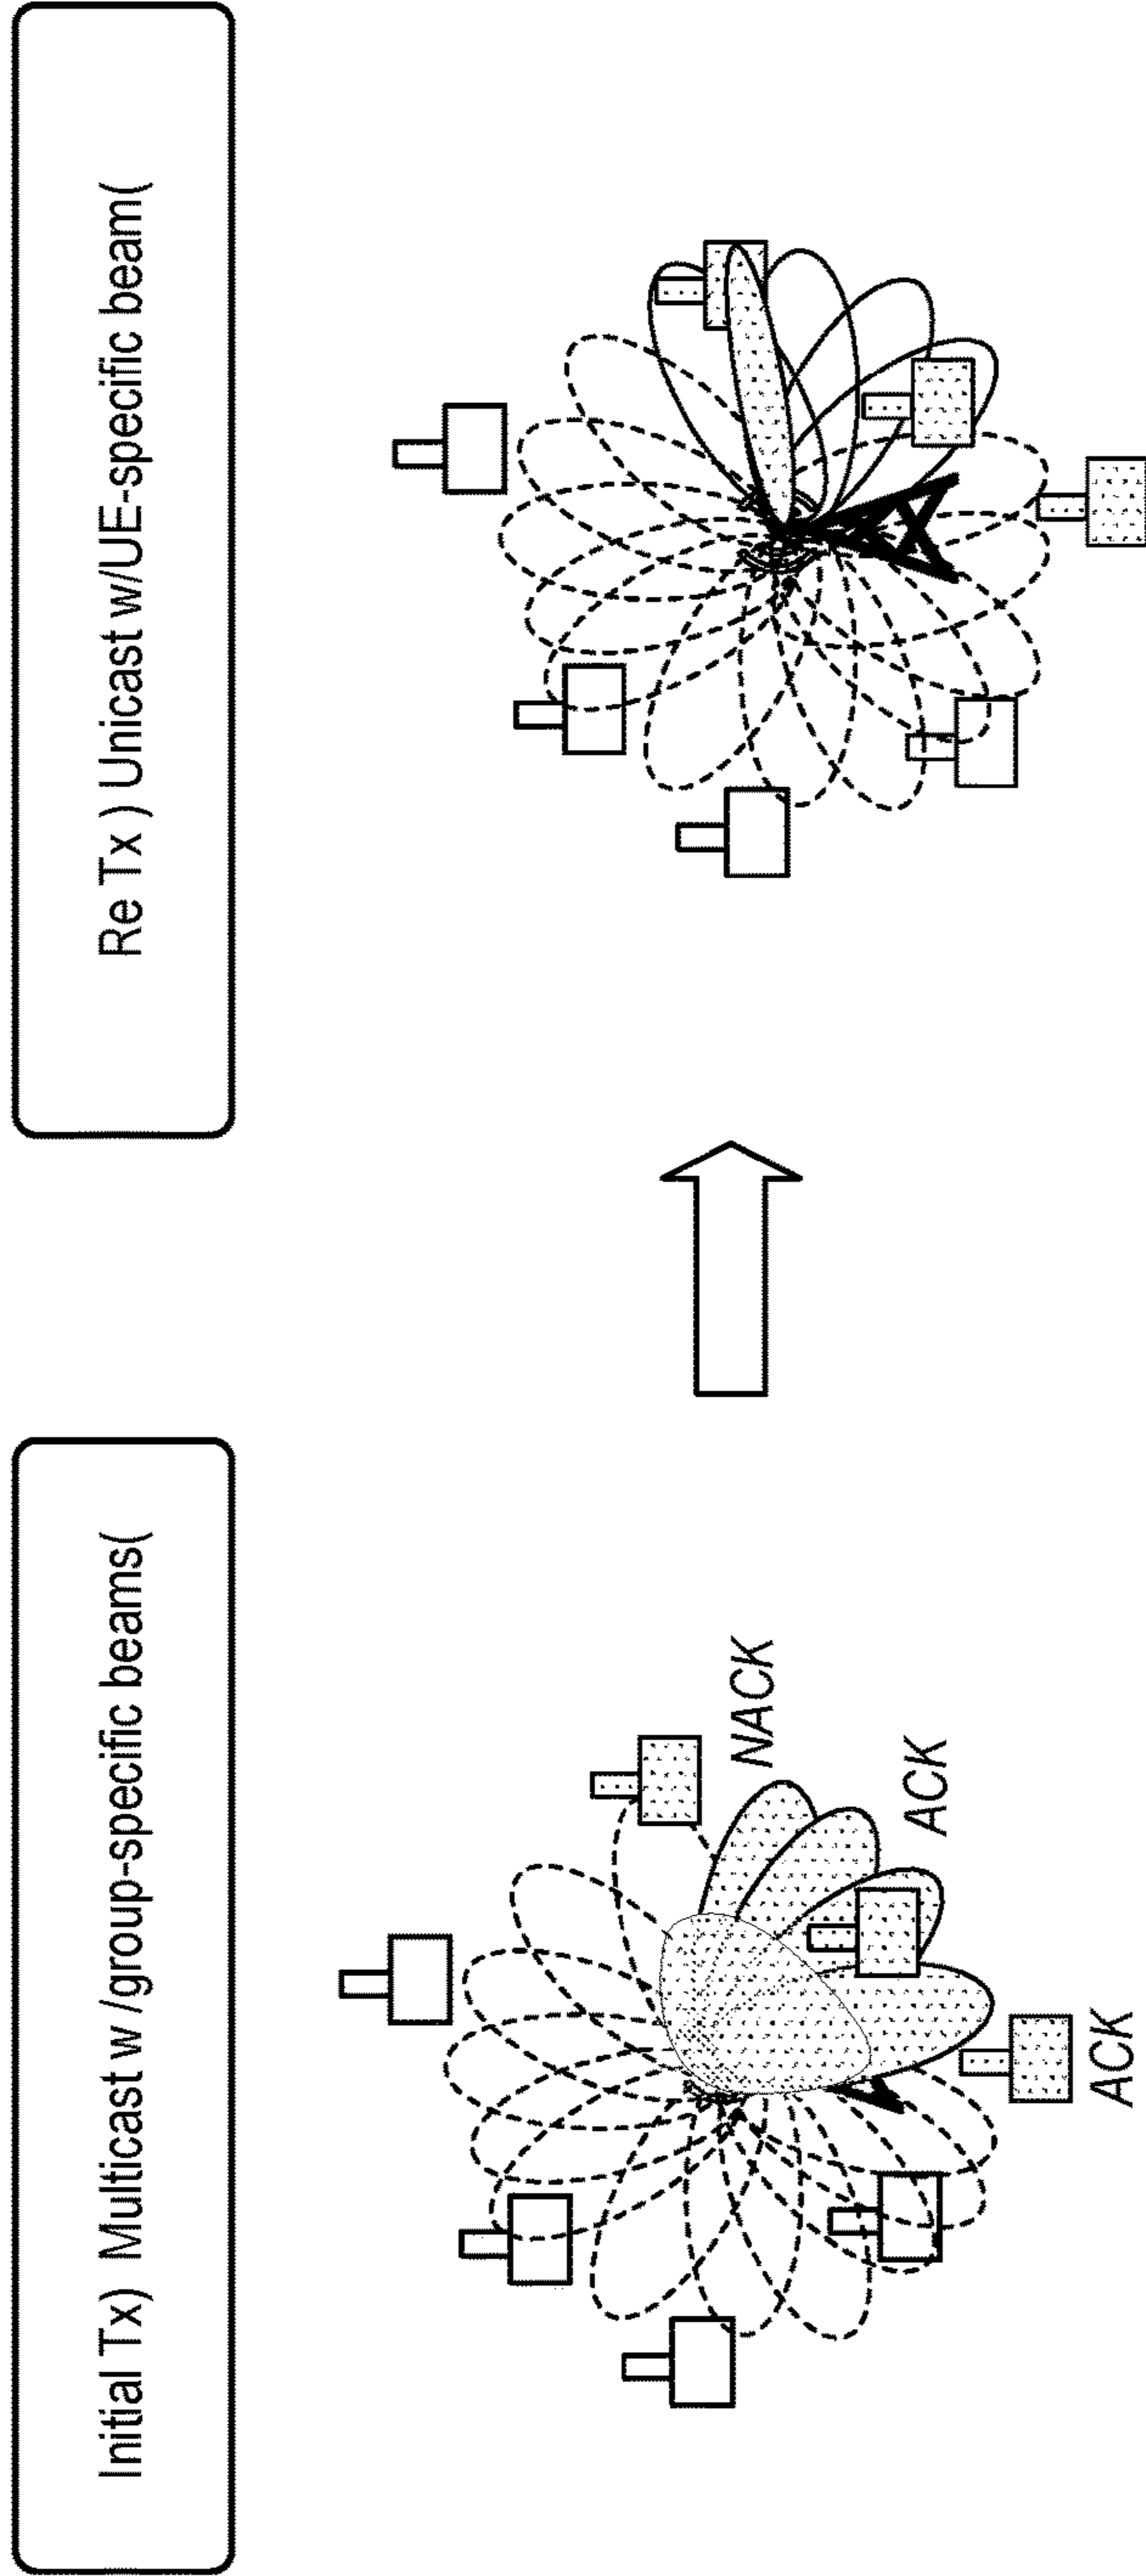 Initial Tx) Multicast w /group-specific beams(
NACK
ACK
ACK
Re Tx ) Unicast w/UE-specific beam(